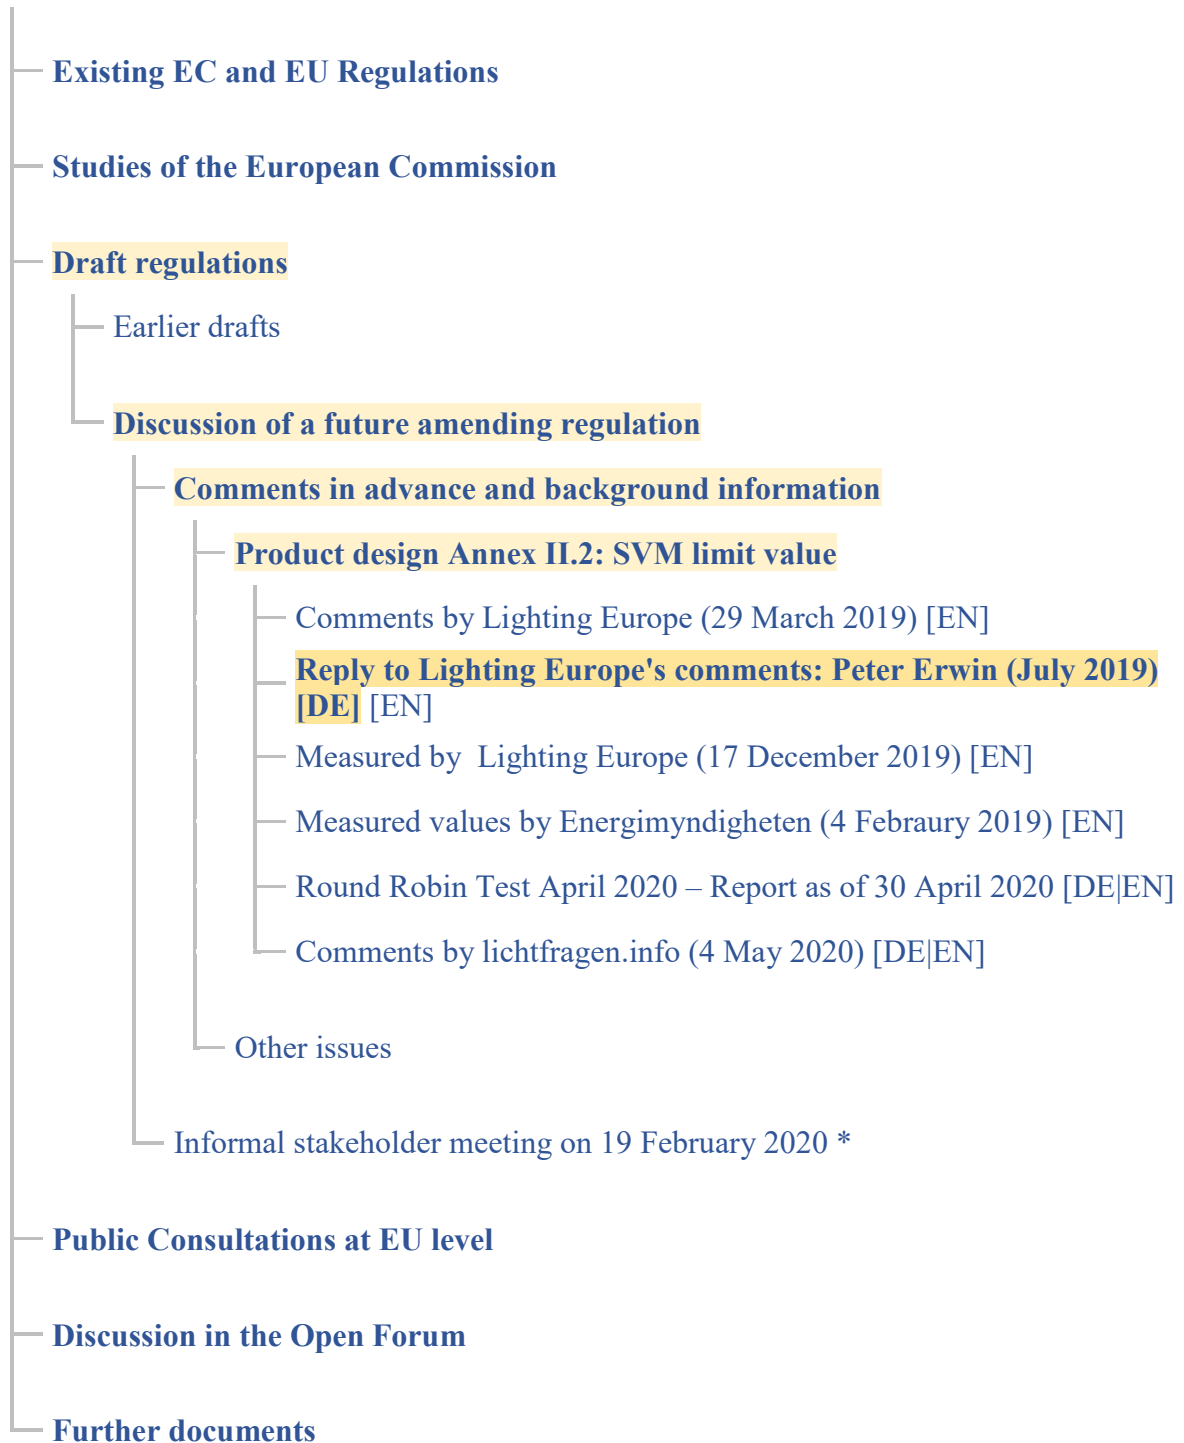 Existing EC and EU Regulations
Studies of the European Commission
Draft regulations
Earlier drafts
Discussion of a future amending regulation
Comments in advance and background information
Product design Annex II.2: SVM limit value
Comments by Lighting Europe (29 March 2019) [EN]
Reply to Lighting Europe's comments: Peter Erwin (July 2019)
[DE] [EN]
Measured by  Lighting Europe (17 December 2019) [EN]
Measured values by Energimyndigheten (4 Febraury 2019) [EN]
Round Robin Test April 2020 – Report as of 30 April 2020 [DE|EN]
Comments by lichtfragen.info (4 May 2020) [DE|EN]
Other issues
Informal stakeholder meeting on 19 February 2020 *
Public Consultations at EU level
Discussion in the Open Forum
Further documents